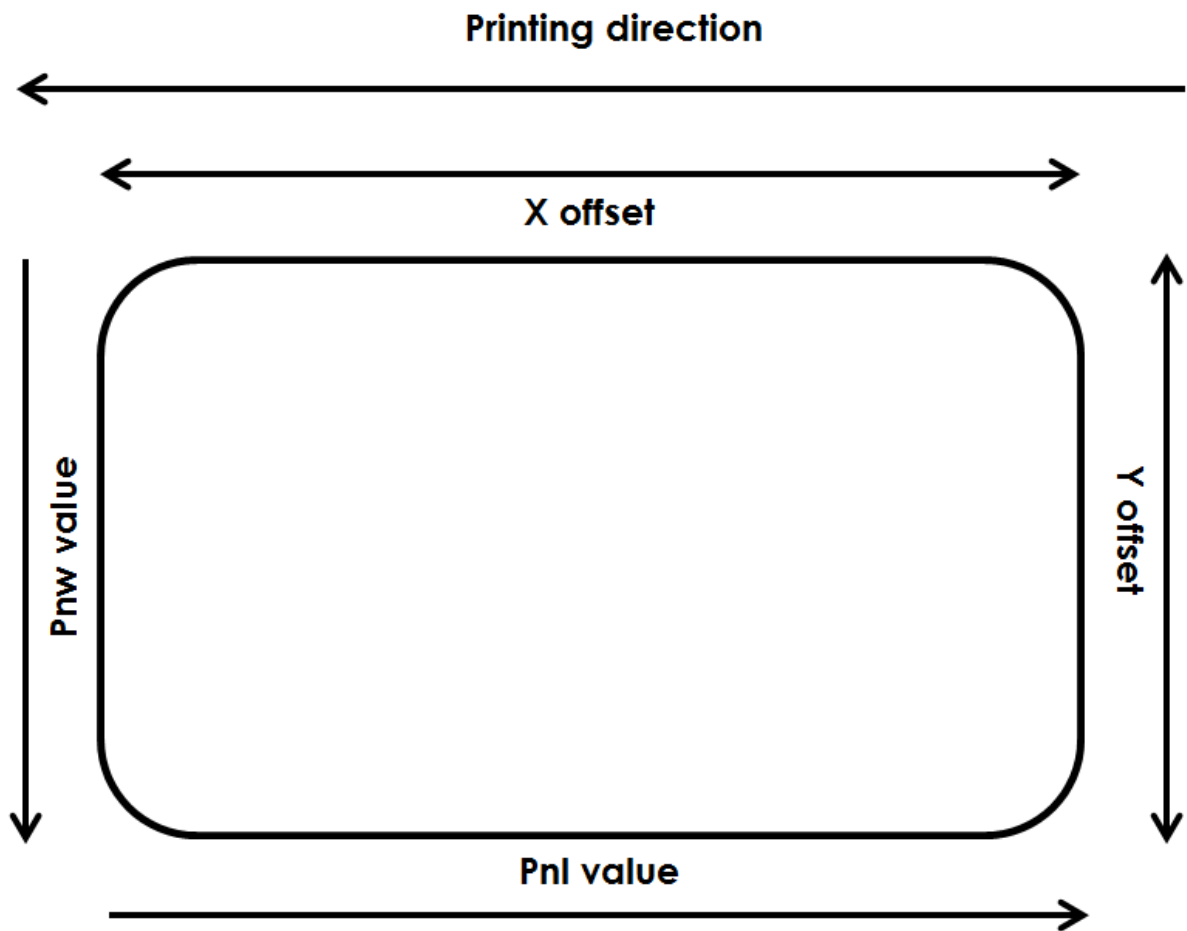 Printing direction
X offset
Pnw value
Y offset
Pnl value